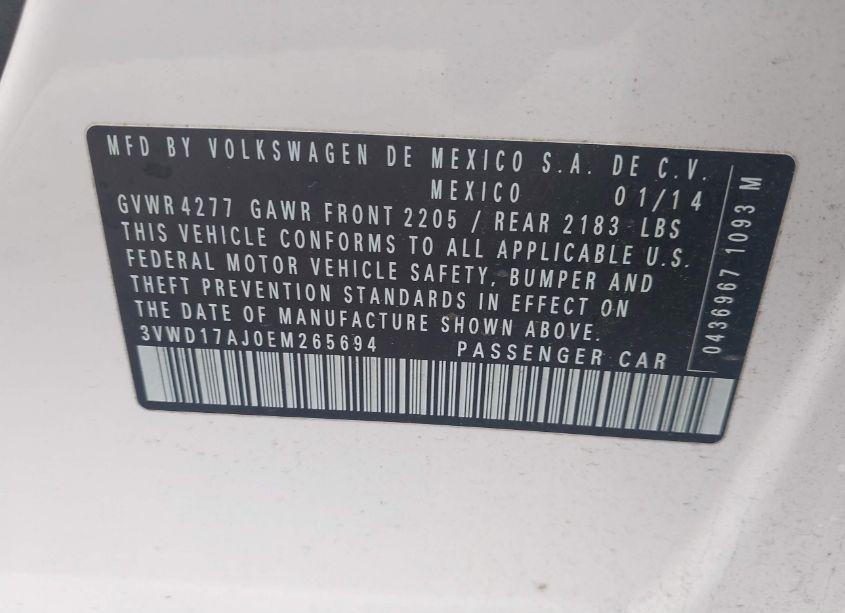 MFD BY VOLKSWAGEN DE MEXICO S.A. DE C.V.
MEXICO 01/14
GVWR 4277 GAWR FRONT 2205 / REAR 2183 LBS
THIS VEHICLE CONFORMS TO ALL APPLICABLE U.S.
FEDERAL MOTOR VEHICLE SAFETY, BUMPER AND
THEFT PREVENTION STANDARDS IN EFFECT ON
THE DATE OF MANUFACTURE SHOWN ABOVE.
3VWD17AJ0EM265694 PASSENGER CAR
0436967 1093 M